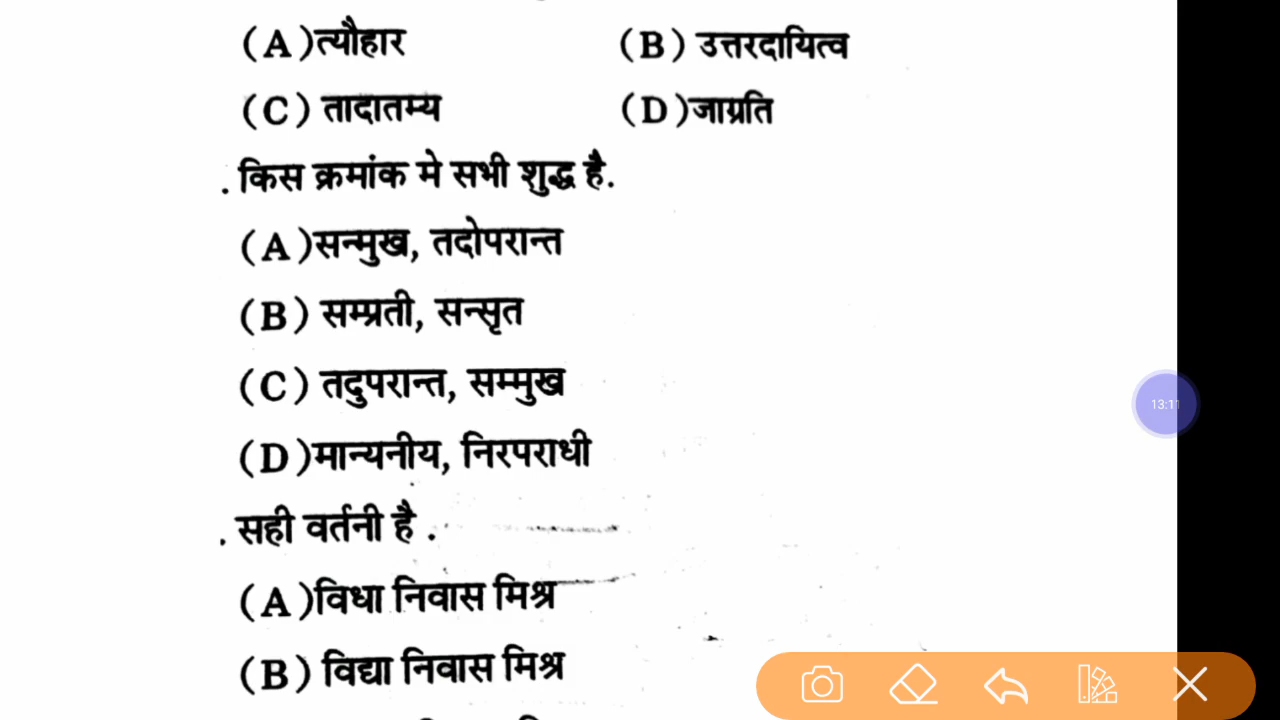 (A)त्यौहार (B) उत्तरदायित्व
(C) तादातम्य (D)जाग्रति
. किस क्रमांक मे सभी शुद्ध है.
(A)सन्मुख, तदोपरान्त
(B) सम्प्रती, सन्सृत
(C) तदुपरान्त, सम्मुख
(D)मान्यनीय, निरपराधी
. सही वर्तनी है .
(A)विधा निवास मिश्र
(B) विद्या निवास मिश्र
13:11